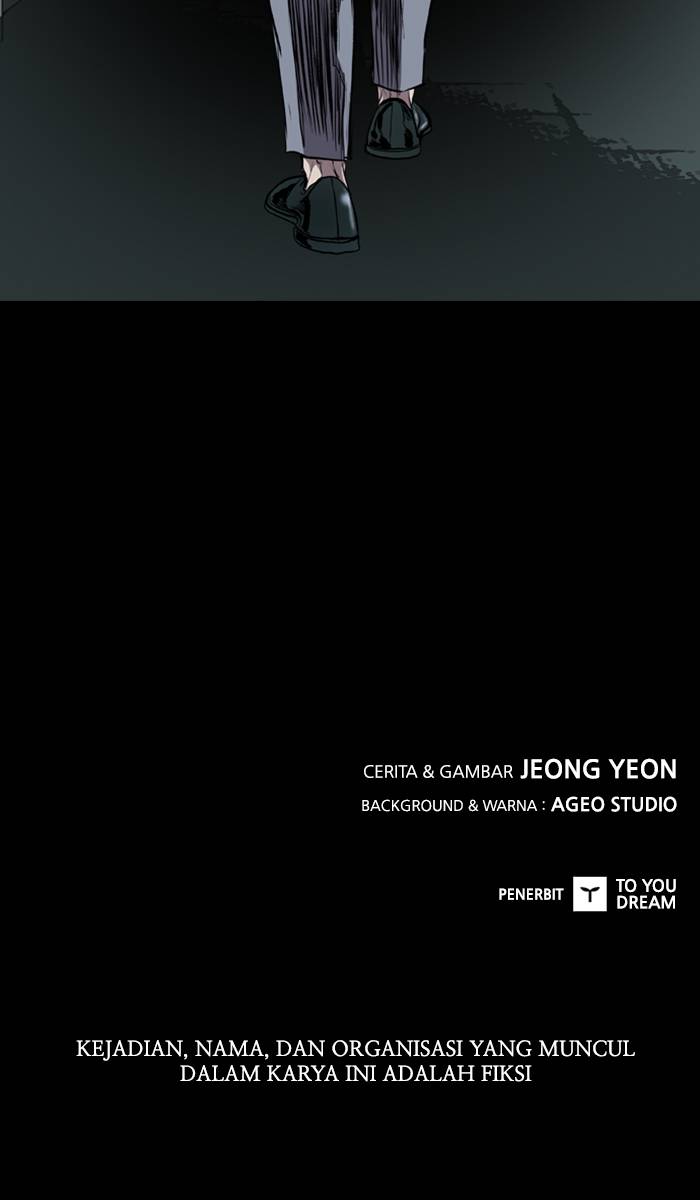 CERITA & GAMBAR JEONG YEON
BACKGROUND & WARNA : AGEO STUDIO
PENERBIT TO YOU
DREAM
KEJADIAN, NAMA, DAN ORGANISASI YANG MUNCUL
DALAM KARYA INI ADALAH FIKSI